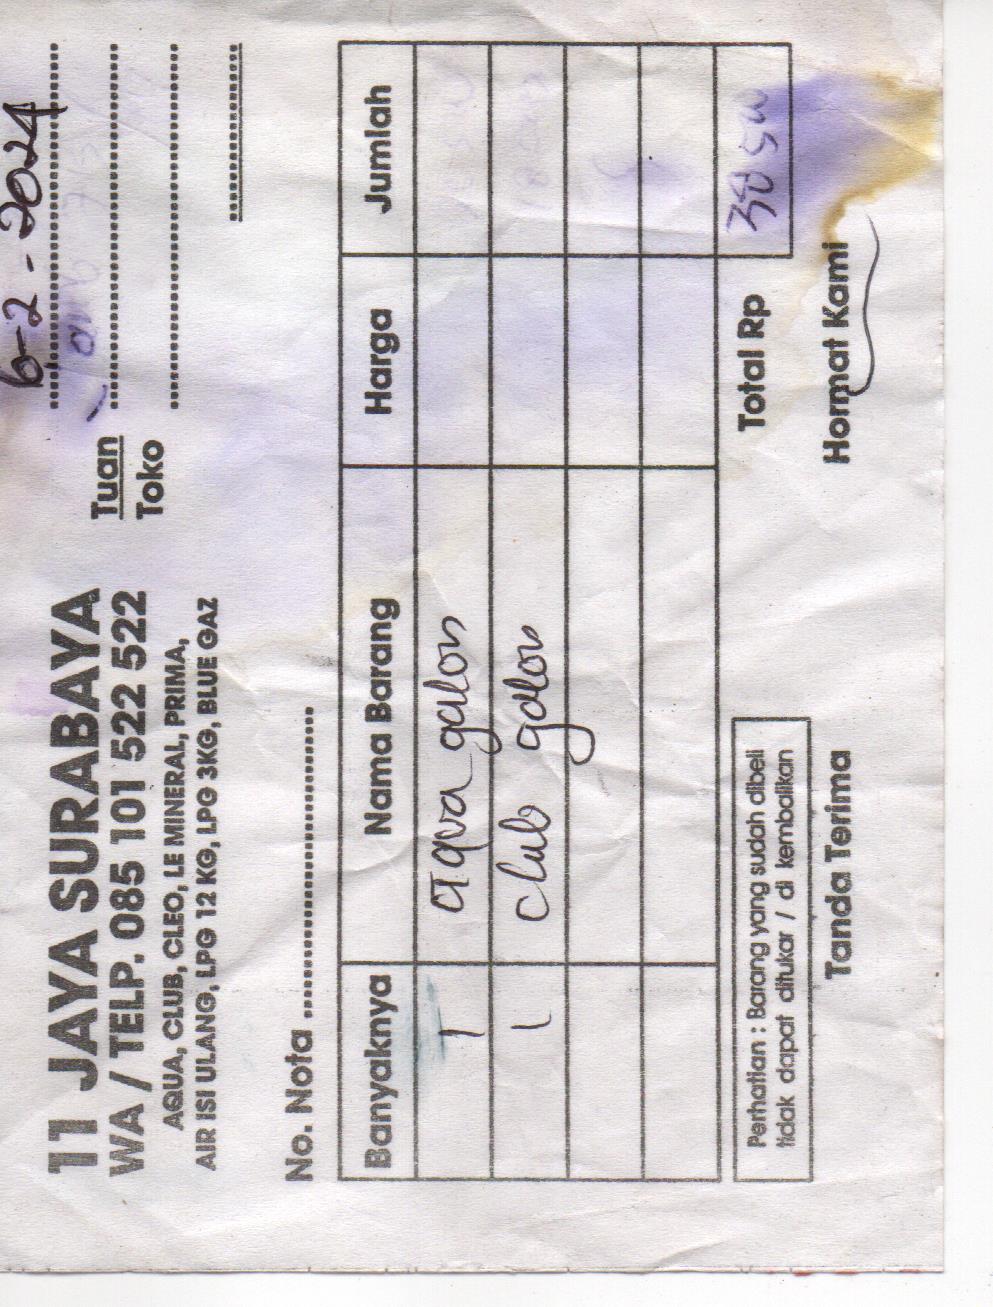 6-2-2024
11 JAYA SURABAYA
WA / TELP. 085 101 522 522
AQUA, CLUB, CLEO, LE MINERAL, PRIMA,
AIR ISI ULANG, LPG 12 KG, LPG 3KG, BLUE GAZ
Tuan
Toko
No. Nota
Banyaknya Nama Barang Harga Jumlah
1 aqua galon
1 club galon
Total Rp
Perhatian : Barang yang sudah dibeli
tidak dapat ditukar / di kembalikan
Tanda Terima Hormat Kami